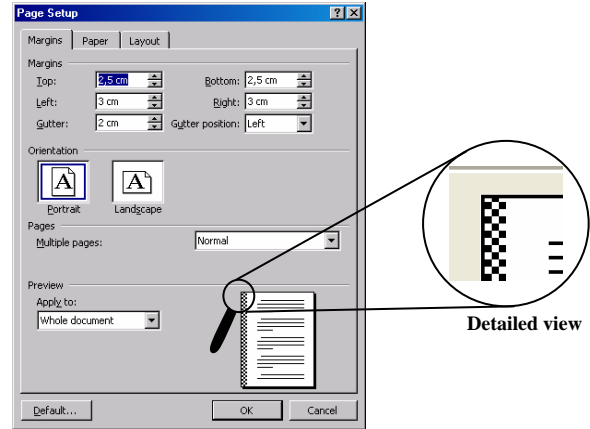 Page Setup
Margins Paper Layout
Margins
Top: 2,5 cm Bottom: 2,5 cm
Left: 3 cm Right: 3 cm
Gutter: 2 cm Gutter position: Left
Orientation
A A
Portrait Landscape
Pages
Multiple pages: Normal
Preview
Apply to:
Whole document
Detailed view
Default... OK Cancel